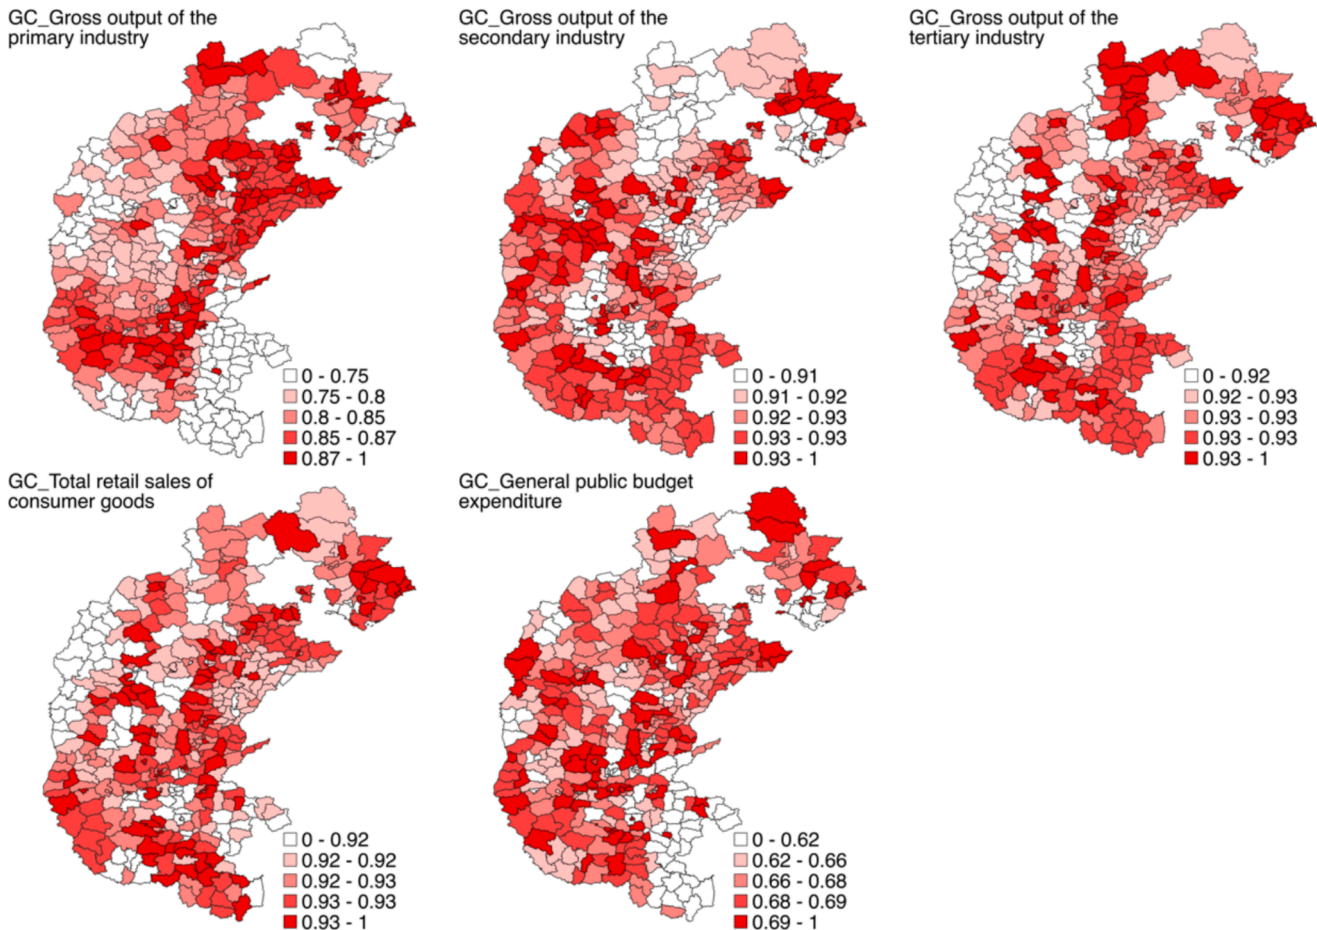 GC_Gross output of the
primary industry
0 - 0.75
0.75 - 0.8
0.8 - 0.85
0.85 - 0.87
0.87 - 1
GC_Gross output of the
secondary industry
0 - 0.91
0.91 - 0.92
0.92 - 0.93
0.93 - 0.93
0.93 - 1
GC_Gross output of the
tertiary industry
0 - 0.92
0.92 - 0.93
0.93 - 0.93
0.93 - 0.93
0.93 - 1
GC_Total retail sales of
consumer goods
0 - 0.92
0.92 - 0.92
0.92 - 0.93
0.93 - 0.93
0.93 - 1
GC_General public budget
expenditure
0 - 0.62
0.62 - 0.66
0.66 - 0.68
0.68 - 0.69
0.69 - 1